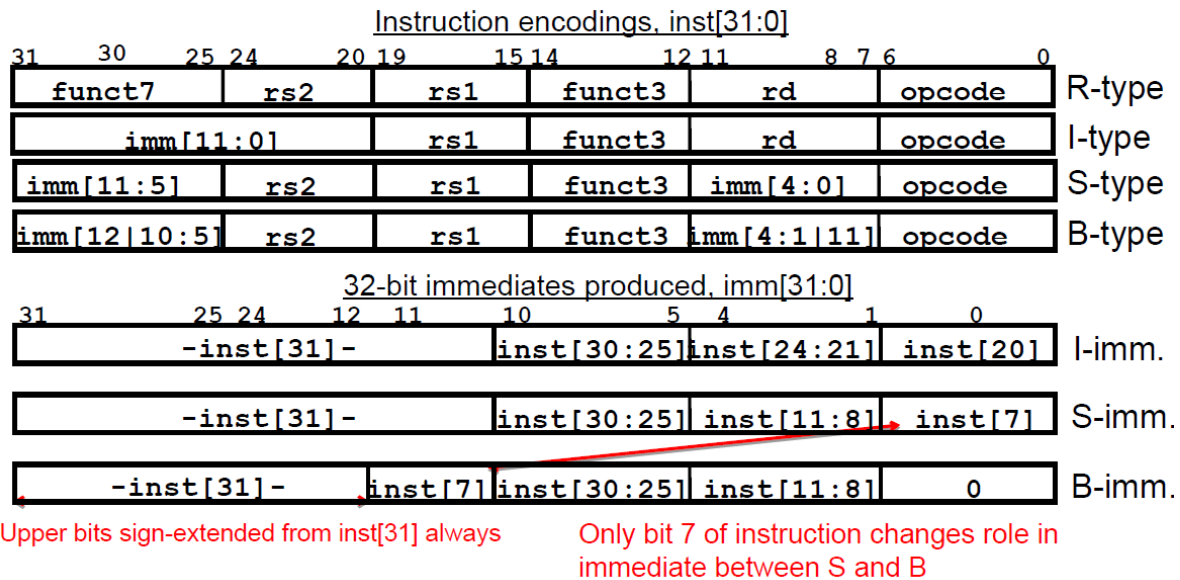 Instruction encodings, inst[31:0]
31 30 25 24 20 19 15 14 12 11 8 7 6 0
funct7 rs2 rs1 funct3 rd opcode R-type
imm[11:0] rs1 funct3 rd opcode I-type
imm[11:5] rs2 rs1 funct3 imm[4:0] opcode S-type
imm[12|10:5] rs2 rs1 funct3 imm[4:1|11] opcode B-type
32-bit immediates produced, imm[31:0]
31 25 24 12 11 10 5 4 1 0
-inst[31]- inst[30:25] inst[24:21] inst[20] I-imm.
-inst[31]- inst[30:25] inst[11:8] inst[7] S-imm.
-inst[31]- inst[7] inst[30:25] inst[11:8] 0 B-imm.
Upper bits sign-extended from inst[31] always
Only bit 7 of instruction changes role in
immediate between S and B